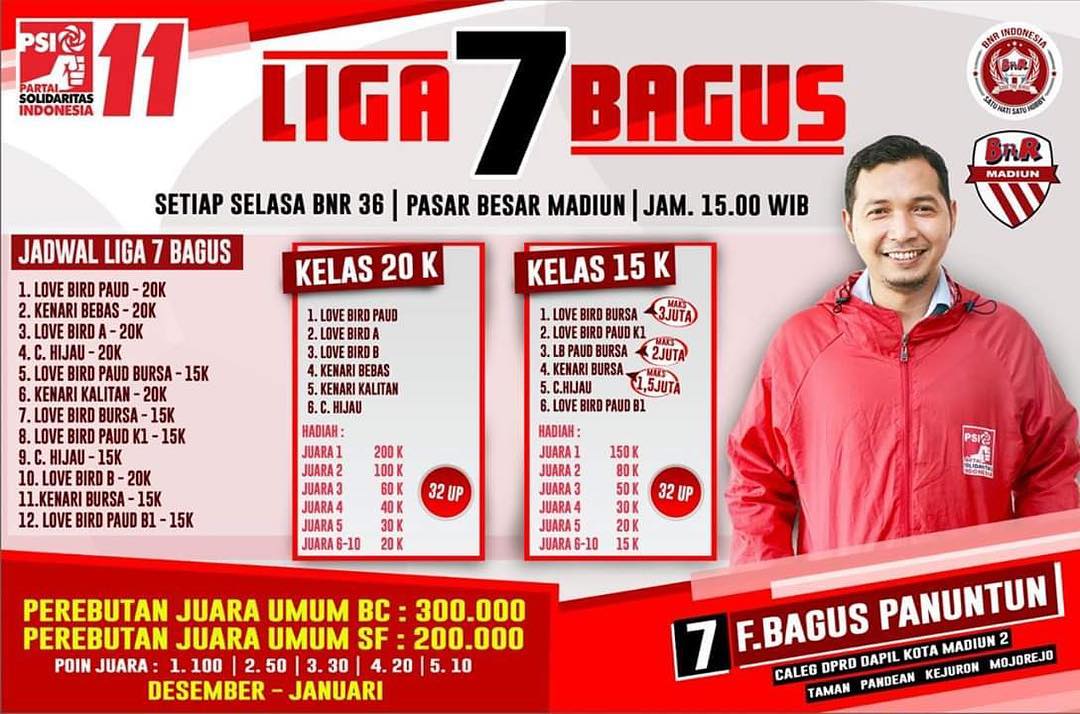 PSI
PARTAI
SOLIDARITAS
INDONESIA
11
LIGA 7 BAGUS
BNR INDONESIA
BNR
SATU HATI SATU HOBBY
BNR
MADIUN
SETIAP SELASA BNR 36 | PASAR BESAR MADIUN | JAM. 15.00 WIB
JADWAL LIGA 7 BAGUS
1. LOVE BIRD PAUD - 20K
2. KENARI BEBAS - 20K
3. LOVE BIRD A - 20K
4. C. HIJAU - 20K
5. LOVE BIRD PAUD BURSA - 15K
6. KENARI KALITAN - 20K
7. LOVE BIRD BURSA - 15K
8. LOVE BIRD PAUD K1 - 15K
9. C. HIJAU - 15K
10. LOVE BIRD B - 20K
11.KENARI BURSA - 15K
12. LOVE BIRD PAUD B1 - 15K
KELAS 20 K
1. LOVE BIRD PAUD
2. LOVE BIRD A
3. LOVE BIRD B
4. KENARI BEBAS
5. KENARI KALITAN
6. C. HIJAU
HADIAH :
JUARA 1 200 K
JUARA 2 100 K
JUARA 3 60 K
JUARA 4 40 K
JUARA 5 30 K
JUARA 6-10 20 K
32 UP
KELAS 15 K
1. LOVE BIRD BURSA MAKS 3JUTA
2. LOVE BIRD PAUD K1
3. LB PAUD BURSA MAKS 2JUTA
4. KENARI BURSA MAKS 1,5JUTA
5. C.HIJAU
6. LOVE BIRD PAUD B1
HADIAH :
JUARA 1 150 K
JUARA 2 80 K
JUARA 3 50 K
JUARA 4 30 K
JUARA 5 20 K
JUARA 6-10 15 K
32 UP
PSI
PARTAI
SOLIDARITAS
INDONESIA
PEREBUTAN JUARA UMUM BC : 300.000
PEREBUTAN JUARA UMUM SF : 200.000
POIN JUARA : 1. 100 | 2. 50 | 3. 30 | 4. 20 | 5. 10
DESEMBER - JANUARI
7 F.BAGUS PANUNTUN
CALEG DPRD DAPIL KOTA MADIUN 2
TAMAN PANDEAN KEJURON MOJOREJO